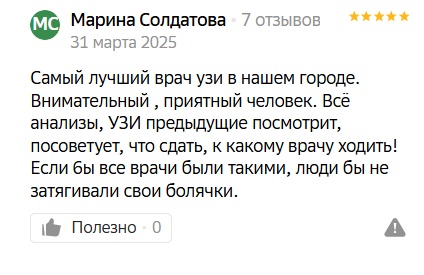 МС Марина Солдатова · 7 отзывов
31 марта 2025
Самый лучший врач узи в нашем городе.
Внимательный , приятный человек. Всё
анализы, УЗИ предыдущие посмотрит,
посоветует, что сдать, к какому врачу ходить!
Если бы все врачи были такими, люди бы не
затягивали свои болячки.
Полезно · 0